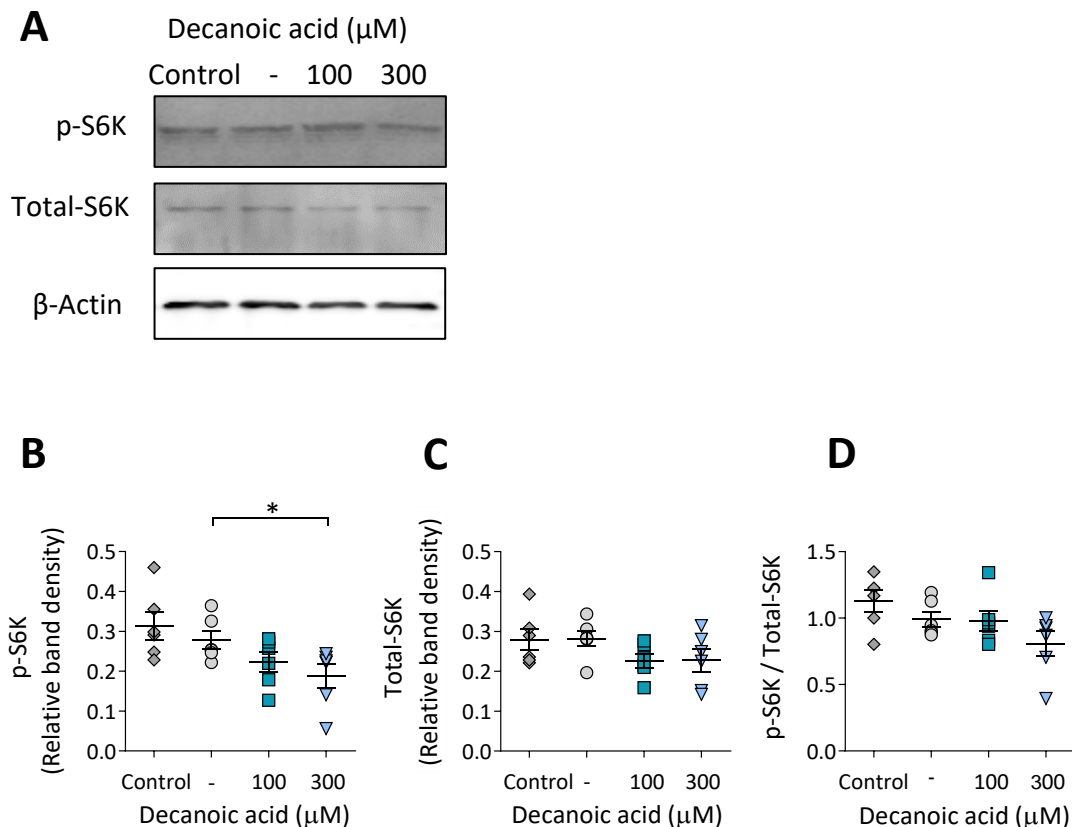 A
Decanoic acid (μM)
Control - 100 300
p-S6K
Total-S6K
β-Actin
B
*
p-S6K
(Relative band density)
0.5
0.4
0.3
0.2
0.1
0.0
Control - 100 300
Decanoic acid (μM)
C
Total-S6K
(Relative band density)
0.5
0.4
0.3
0.2
0.1
0.0
Control - 100 300
Decanoic acid (μM)
D
p-S6K / Total-S6K
1.5
1.0
0.5
0.0
Control - 100 300
Decanoic acid (μM)